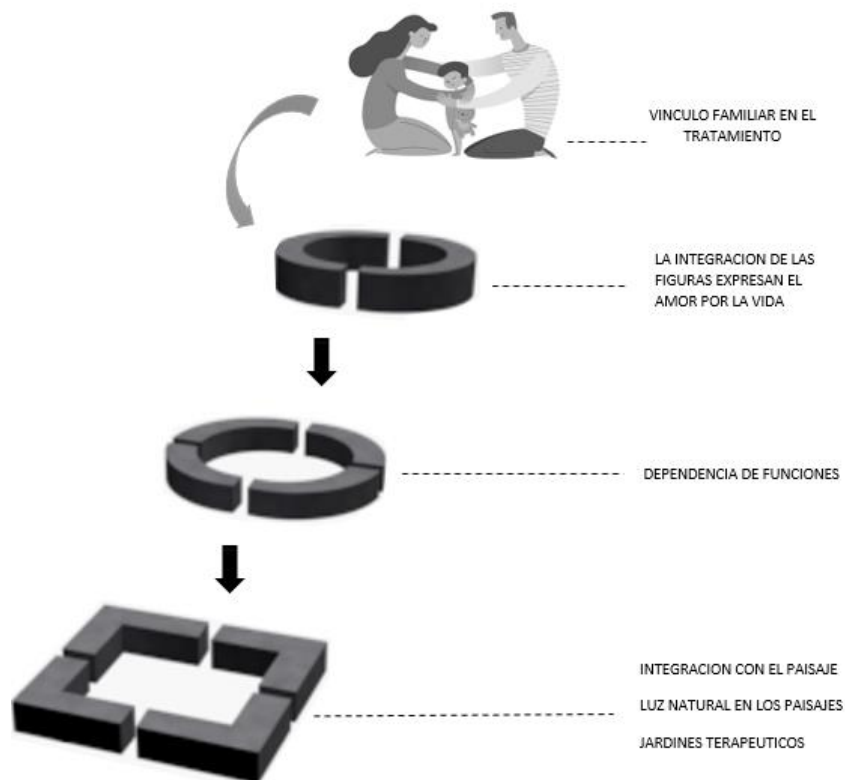 VINCULO FAMILIAR EN EL
TRATAMIENTO
LA INTEGRACION DE LAS
FIGURAS EXPRESAN EL
AMOR POR LA VIDA
DEPENDENCIA DE FUNCIONES
INTEGRACION CON EL PAISAJE
LUZ NATURAL EN LOS PAISAJES
JARDINES TERAPEUTICOS